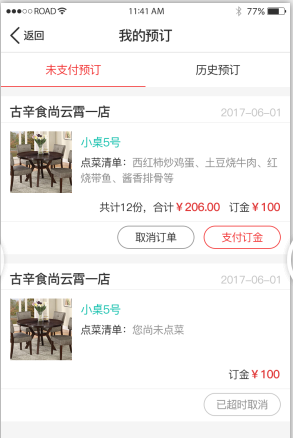 ROAD 11:41 AM 77%
返回 我的预订
未支付预订 历史预订
古辛食尚云霄一店 2017-06-01
小桌5号
点菜清单：西红柿炒鸡蛋、土豆烧牛肉、红
烧带鱼、酱香排骨等
共计12份，合计￥206.00 订金￥100
取消订单 支付订金
古辛食尚云霄一店 2017-06-01
小桌5号
点菜清单：您尚未点菜
订金￥100
已超时取消